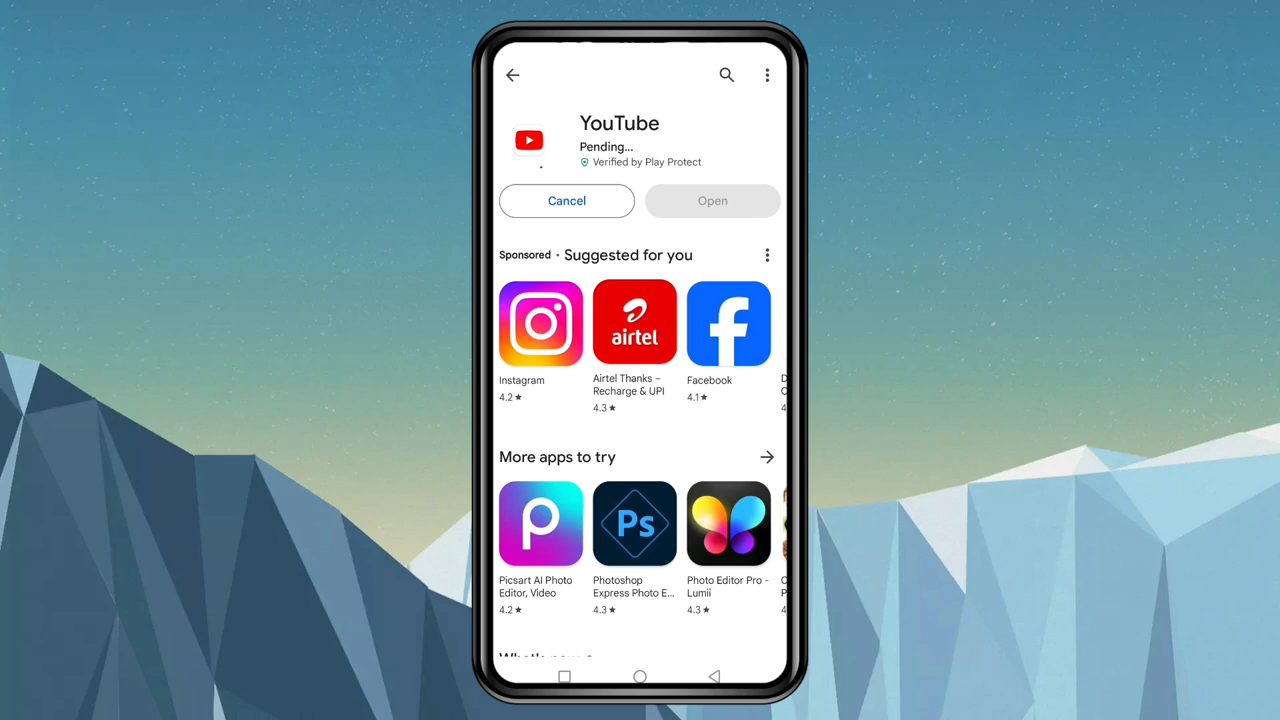 YouTube
Pending...
Verified by Play Protect
Cancel
Open
Sponsored • Suggested for you
airtel
Instagram
4.2 ★
Airtel Thanks –
Recharge & UPI
4.3 ★
Facebook
4.1 ★
More apps to try
Ps
Picsart AI Photo
Editor, Video
4.2 ★
Photoshop
Express Photo E...
4.3 ★
Photo Editor Pro -
Lumii
4.3 ★
What's new